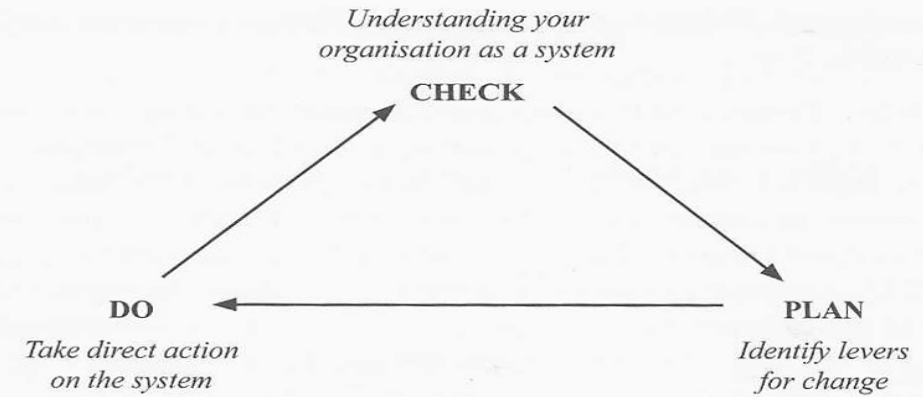 Understanding your
organisation as a system
CHECK
DO
Take direct action
on the system
PLAN
Identify levers
for change